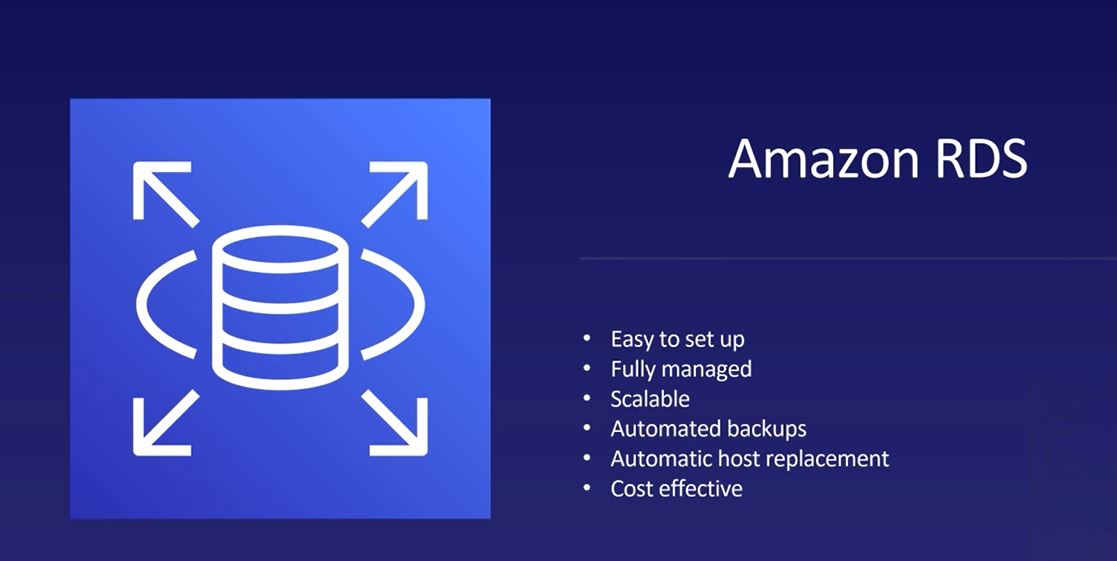 Amazon RDS
• Easy to set up
• Fully managed
• Scalable
• Automated backups
• Automatic host replacement
• Cost effective